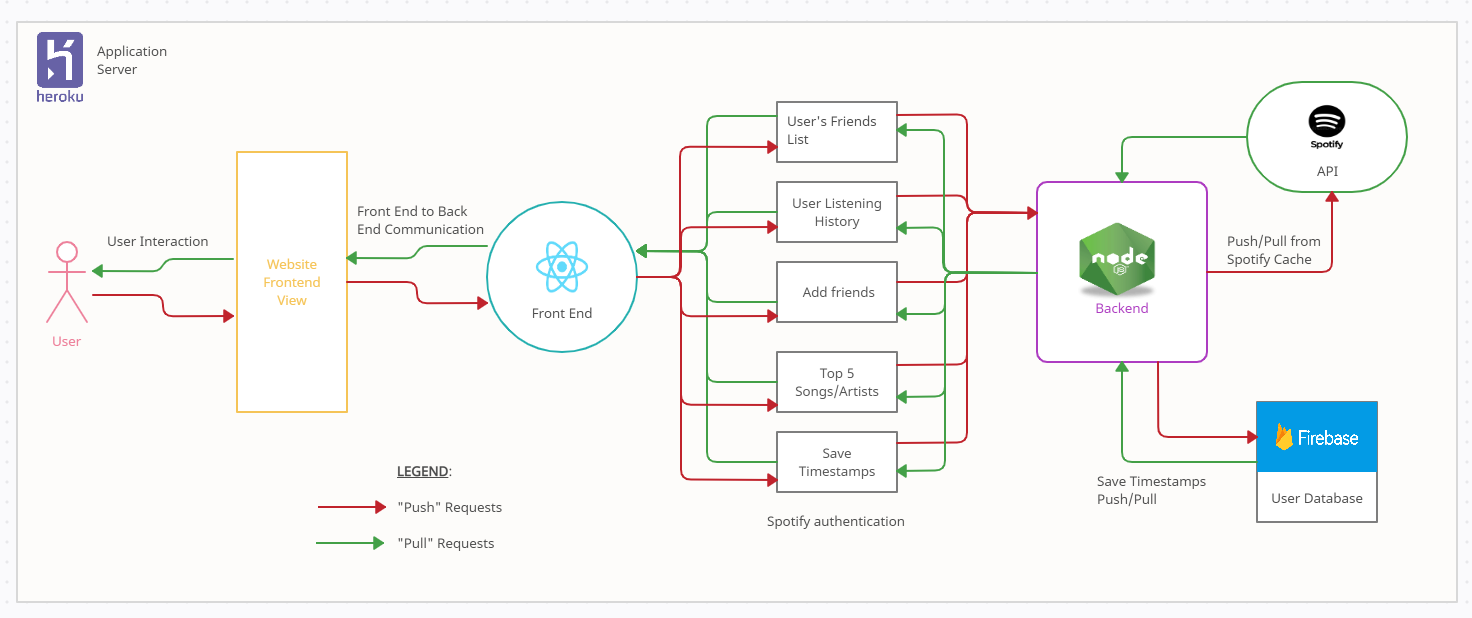 heroku
Application
Server
User Interaction
User
Website
Frontend
View
Front End to Back
End Communication
Front End
User's Friends
List
User Listening
History
Add friends
Top 5
Songs/Artists
Save
Timestamps
Spotify authentication
node
JS
Backend
Spotify
API
Push/Pull from
Spotify Cache
Save Timestamps
Push/Pull
Firebase
User Database
LEGEND:
"Push" Requests
"Pull" Requests